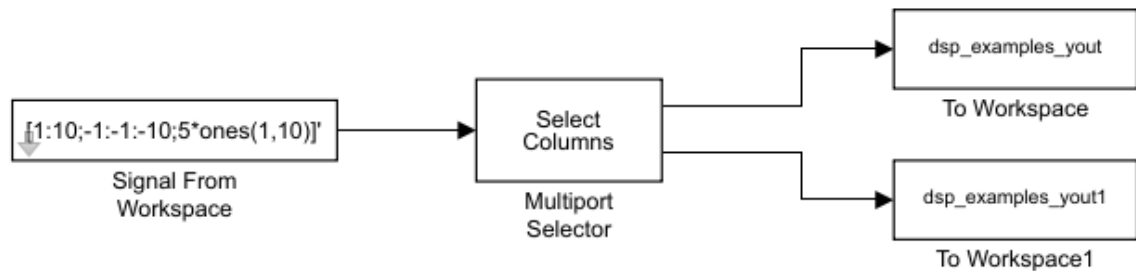 [1:10;-1:-1:-10;5*ones(1,10)]'
Signal From
Workspace
Select
Columns
Multiport
Selector
dsp_examples_yout
To Workspace
dsp_examples_yout1
To Workspace1